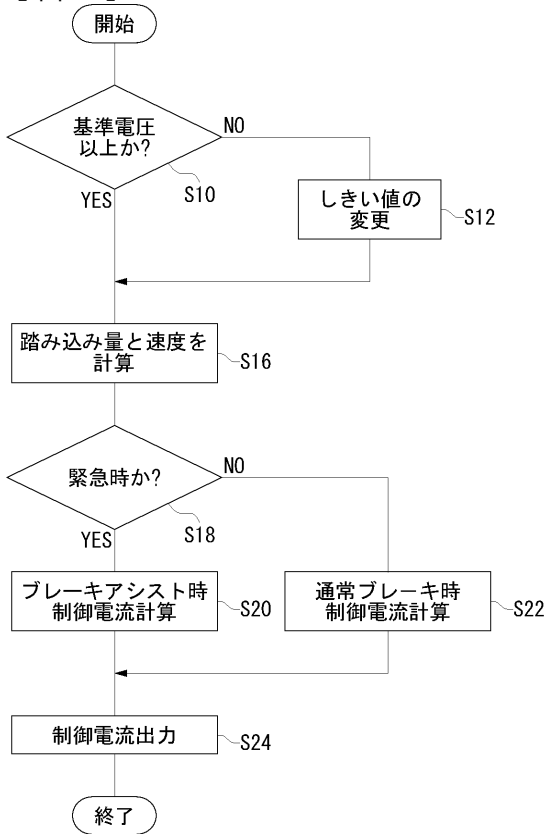 開始
基準電圧
以上か?
NO
YES
S10
しきい値の
変更
S12
踏み込み量と速度を
計算
S16
緊急時か?
NO
YES
S18
ブレーキアシスト時
制御電流計算
S20
通常ブレーキ時
制御電流計算
S22
制御電流出力
S24
終了